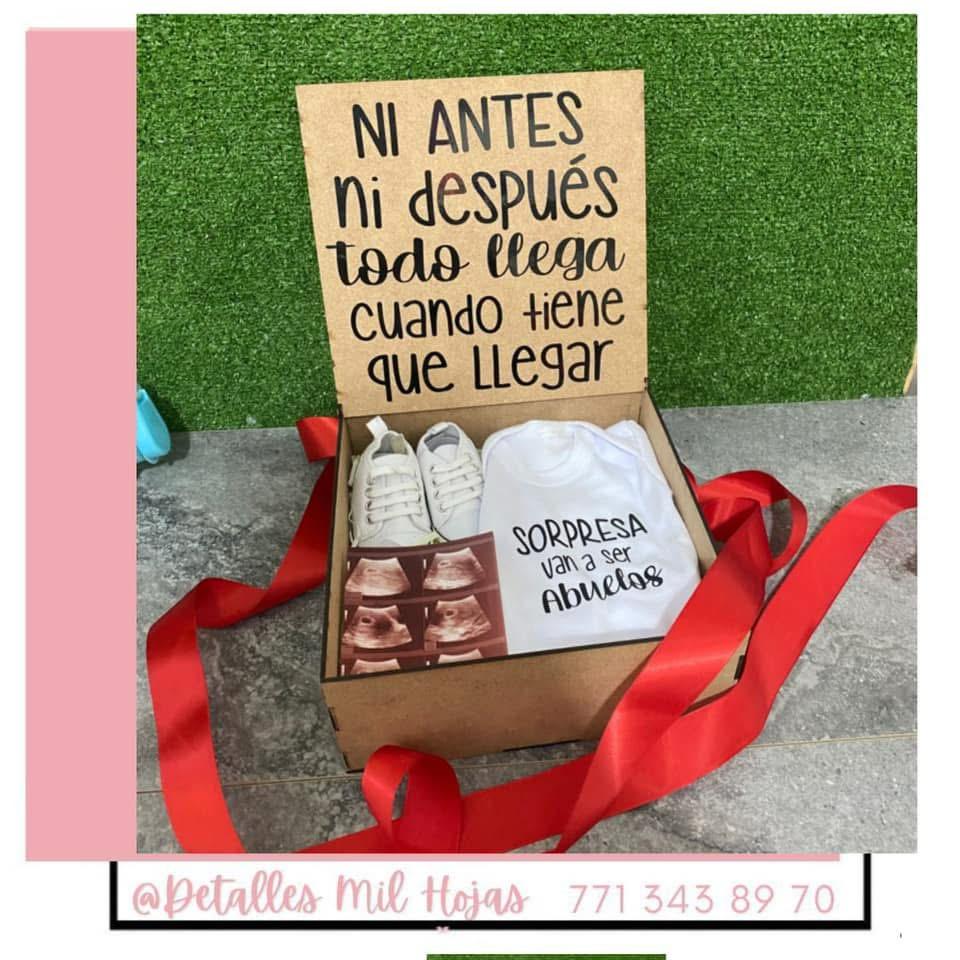 NI ANTES
ni después
todo llega
cuando tiene
que LLegar
SORPRESA
van a ser
Abuelos
@Detalles Mil Hojas 771 343 89 70